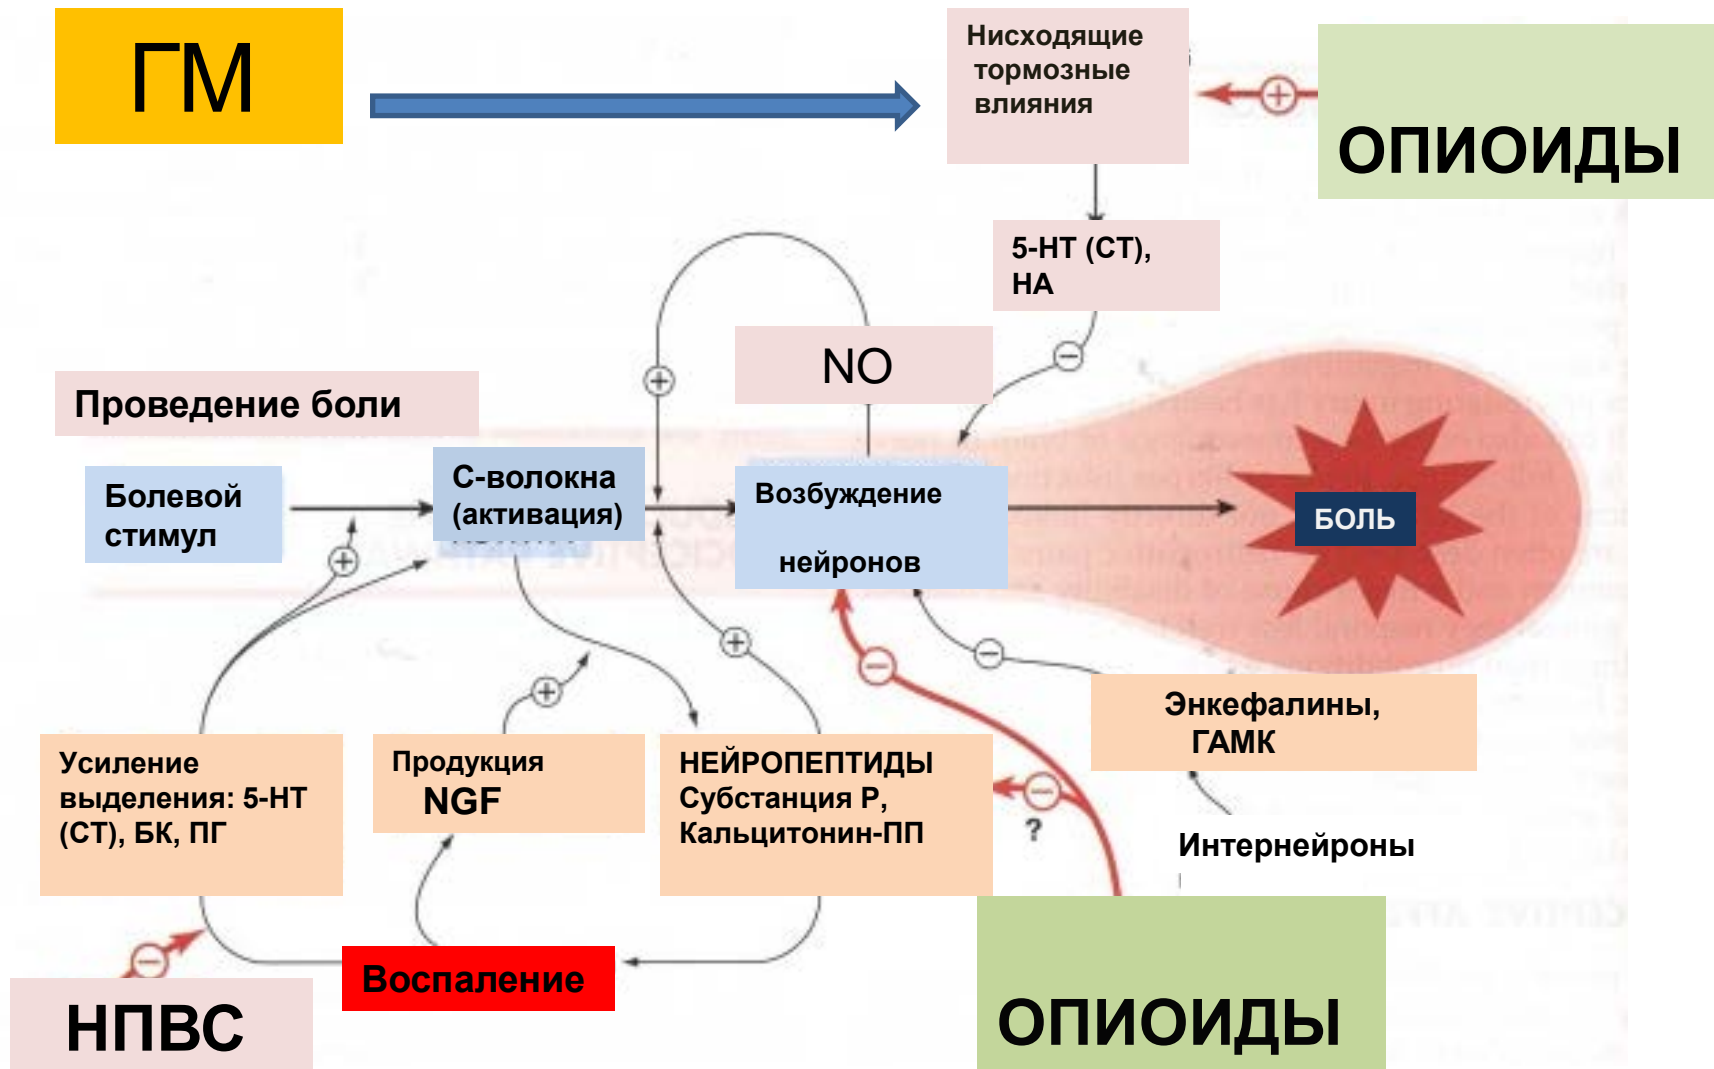 ГМ
Нисходящие
тормозные
влияния
ОПИОИДЫ
5-НТ (СТ),
НА
NO
Проведение боли
Болевой
стимул
С-волокна
(активация)
Возбуждение
нейронов
БОЛЬ
Усиление
выделения: 5-НТ
(СТ), БК, ПГ
Продукция
NGF
НЕЙРОПЕПТИДЫ
Субстанция Р,
Кальцитонин-ПП
?
Энкефалины,
ГАМК
Интернейроны
Воспаление
НПВС
ОПИОИДЫ